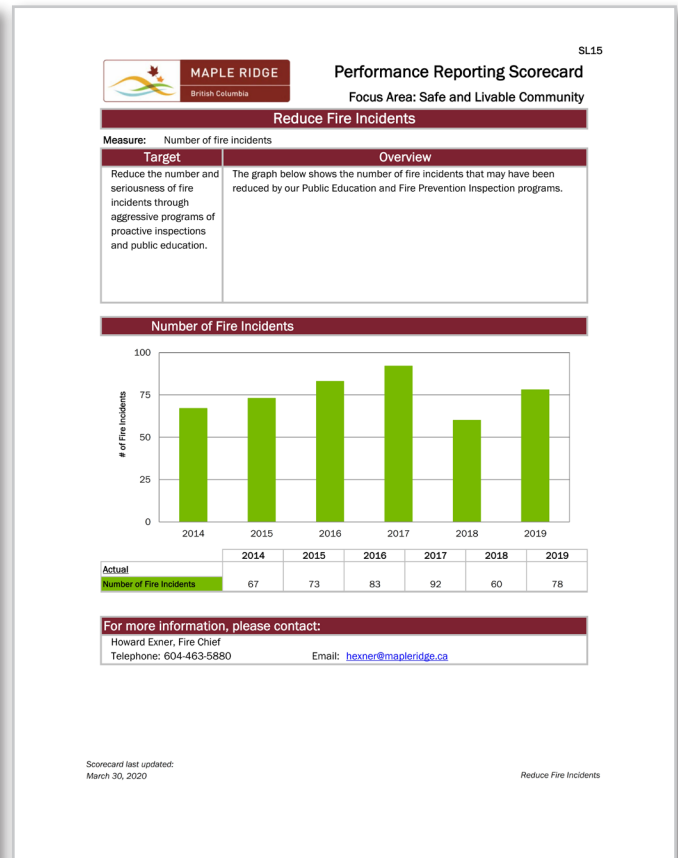 SL15
MAPLE RIDGE
British Columbia
Performance Reporting Scorecard
Focus Area: Safe and Livable Community
Reduce Fire Incidents
Measure: Number of fire incidents
Target
Reduce the number and
seriousness of fire
incidents through
aggressive programs of
proactive inspections
and public education.
Overview
The graph below shows the number of fire incidents that may have been
reduced by our Public Education and Fire Prevention Inspection programs.
Number of Fire Incidents
# of Fire Incidents
100
75
50
25
0
2014 2015 2016 2017 2018 2019
2014 2015 2016 2017 2018 2019
Actual
Number of Fire Incidents 67 73 83 92 60 78
For more information, please contact:
Howard Exner, Fire Chief
Telephone: 604-463-5880 Email: hexner@mapleridge.ca
Scorecard last updated:
March 30, 2020
Reduce Fire Incidents